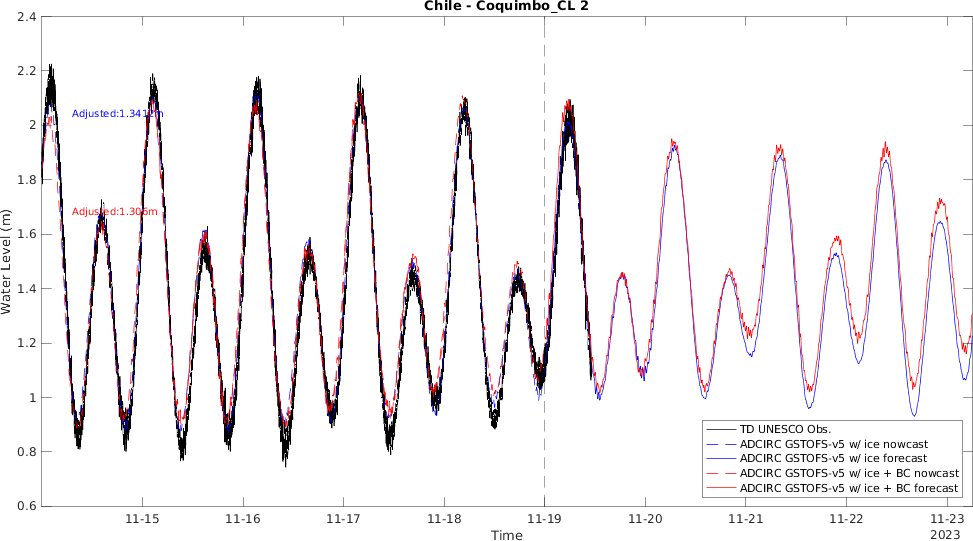 Chile - Coquimbo_CL 2
2.4
2.2
2
1.8
1.6
1.4
1.2
1
0.8
0.6
Water Level (m)
Adjusted:1.3412m
Adjusted:1.306m
TD UNESCO Obs.
ADCIRC GSTOFS-v5 w/ ice nowcast
ADCIRC GSTOFS-v5 w/ ice forecast
ADCIRC GSTOFS-v5 w/ ice + BC nowcast
ADCIRC GSTOFS-v5 w/ ice + BC forecast
11-15 11-16 11-17 11-18 11-19 11-20 11-21 11-22 11-23
2023
Time